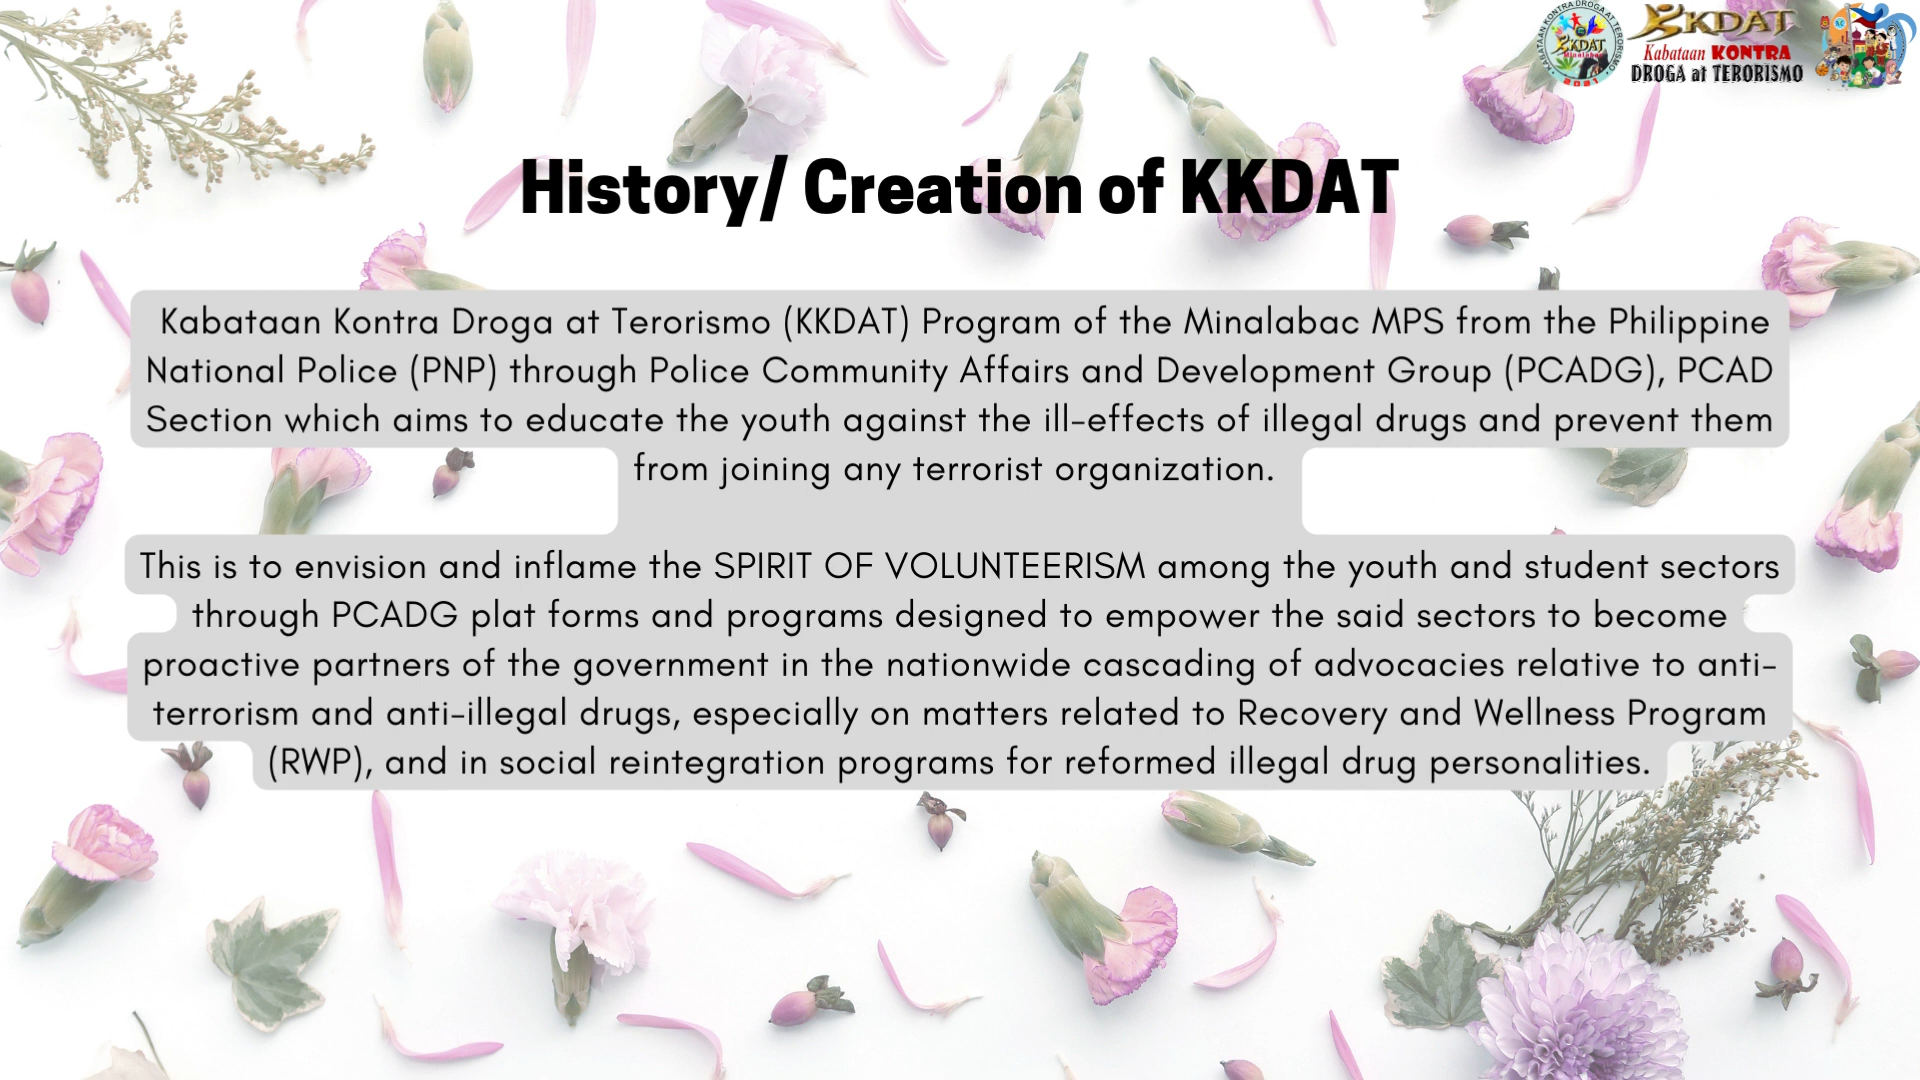 KABATAAN KONTRA DROGA AT TERORISMO
KKDAT
KKDAT
Kabataan KONTRA
DROGA at TERORISMO
History/ Creation of KKDAT
Kabataan Kontra Droga at Terorismo (KKDAT) Program of the Minalabac MPS from the Philippine
National Police (PNP) through Police Community Affairs and Development Group (PCADG), PCAD
Section which aims to educate the youth against the ill-effects of illegal drugs and prevent them
from joining any terrorist organization.
This is to envision and inflame the SPIRIT OF VOLUNTEERISM among the youth and student sectors
through PCADG plat forms and programs designed to empower the said sectors to become
proactive partners of the government in the nationwide cascading of advocacies relative to anti-
terrorism and anti-illegal drugs, especially on matters related to Recovery and Wellness Program
(RWP), and in social reintegration programs for reformed illegal drug personalities.